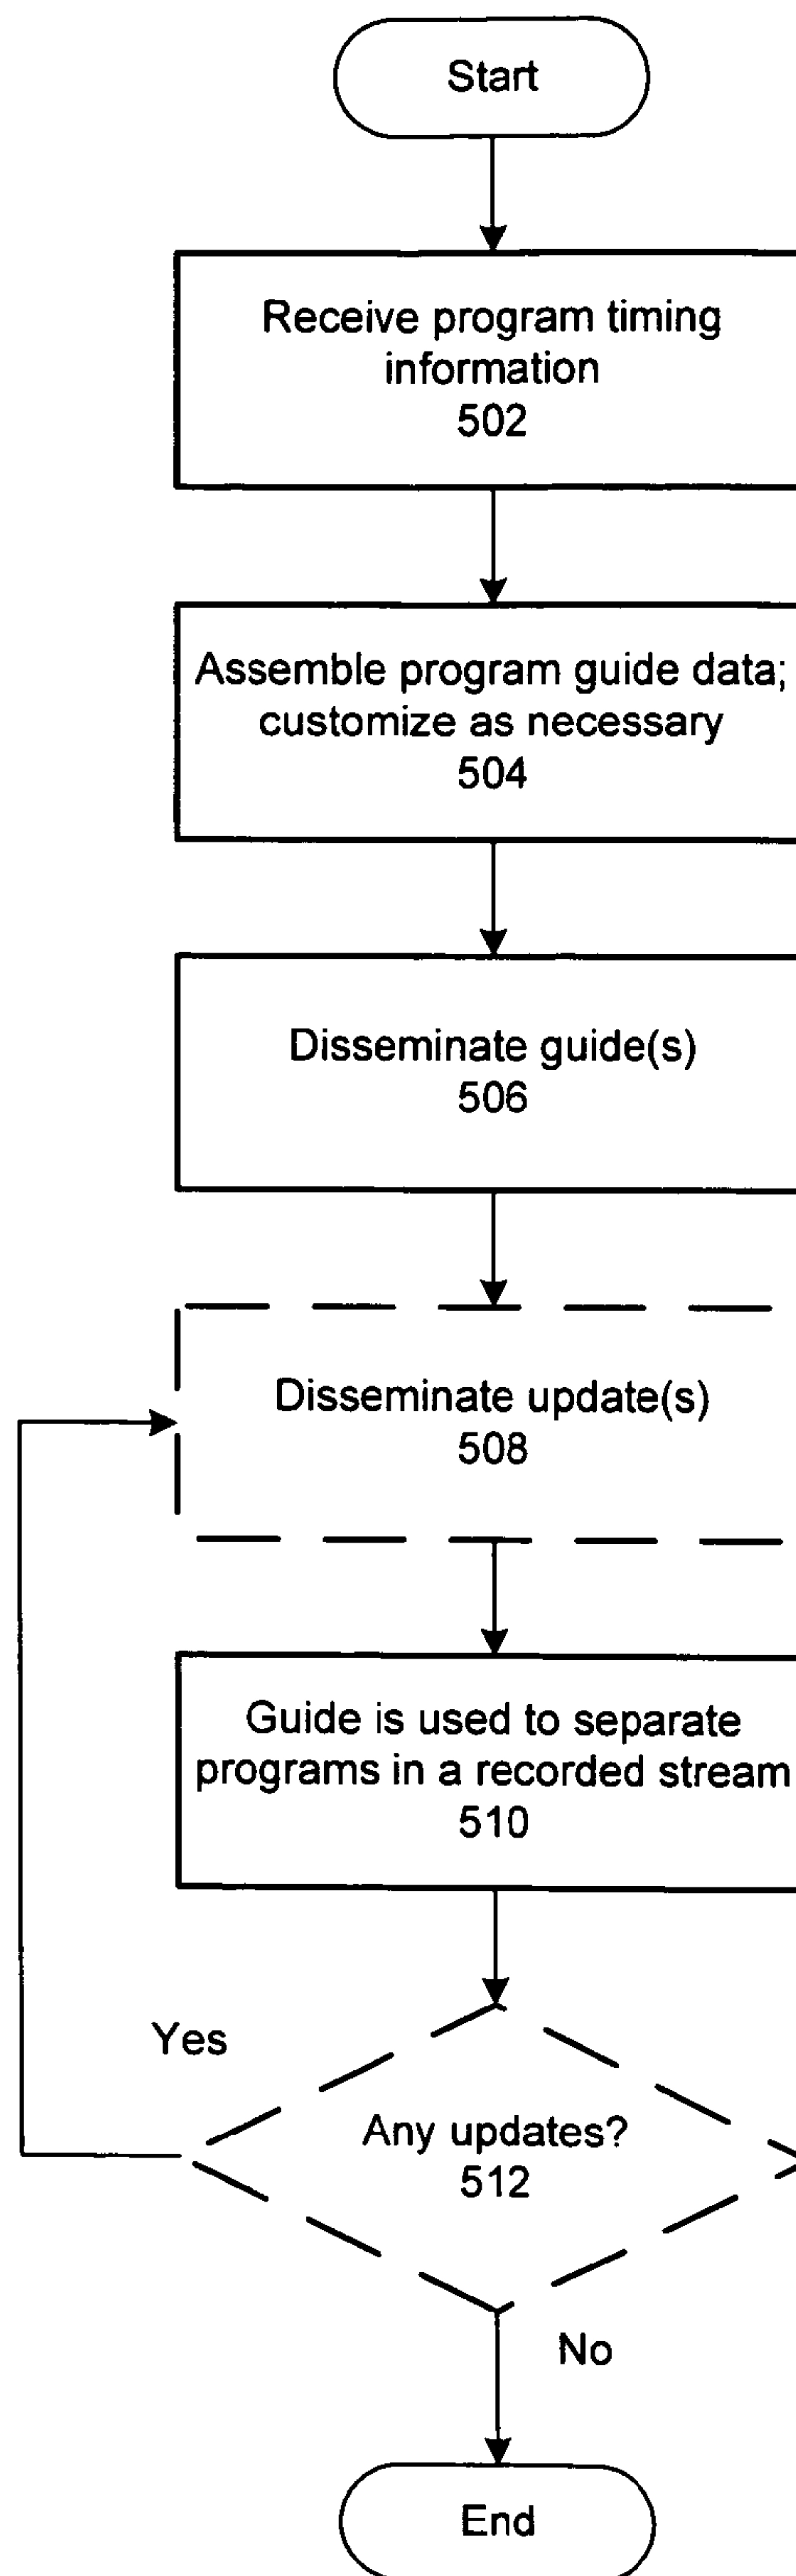 Start
Receive program timing
information
502
Assemble program guide data;
customize as necessary
504
Disseminate guide(s)
506
Disseminate update(s)
508
Guide is used to separate
programs in a recorded stream
510
Yes
Any updates?
512
No
End